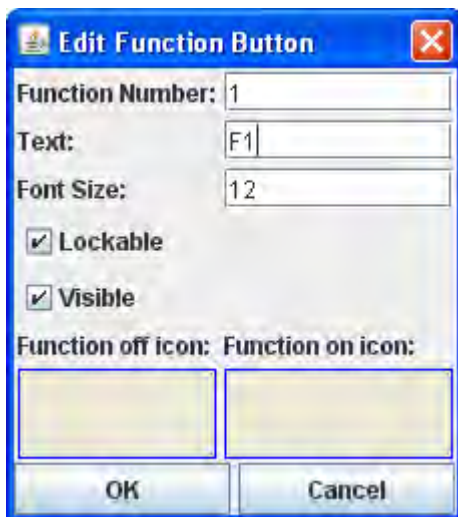 Edit Function Button
Function Number: 1
Text: F1
Font Size: 12
Lockable
Visible
Function off icon: Function on icon:
OK Cancel